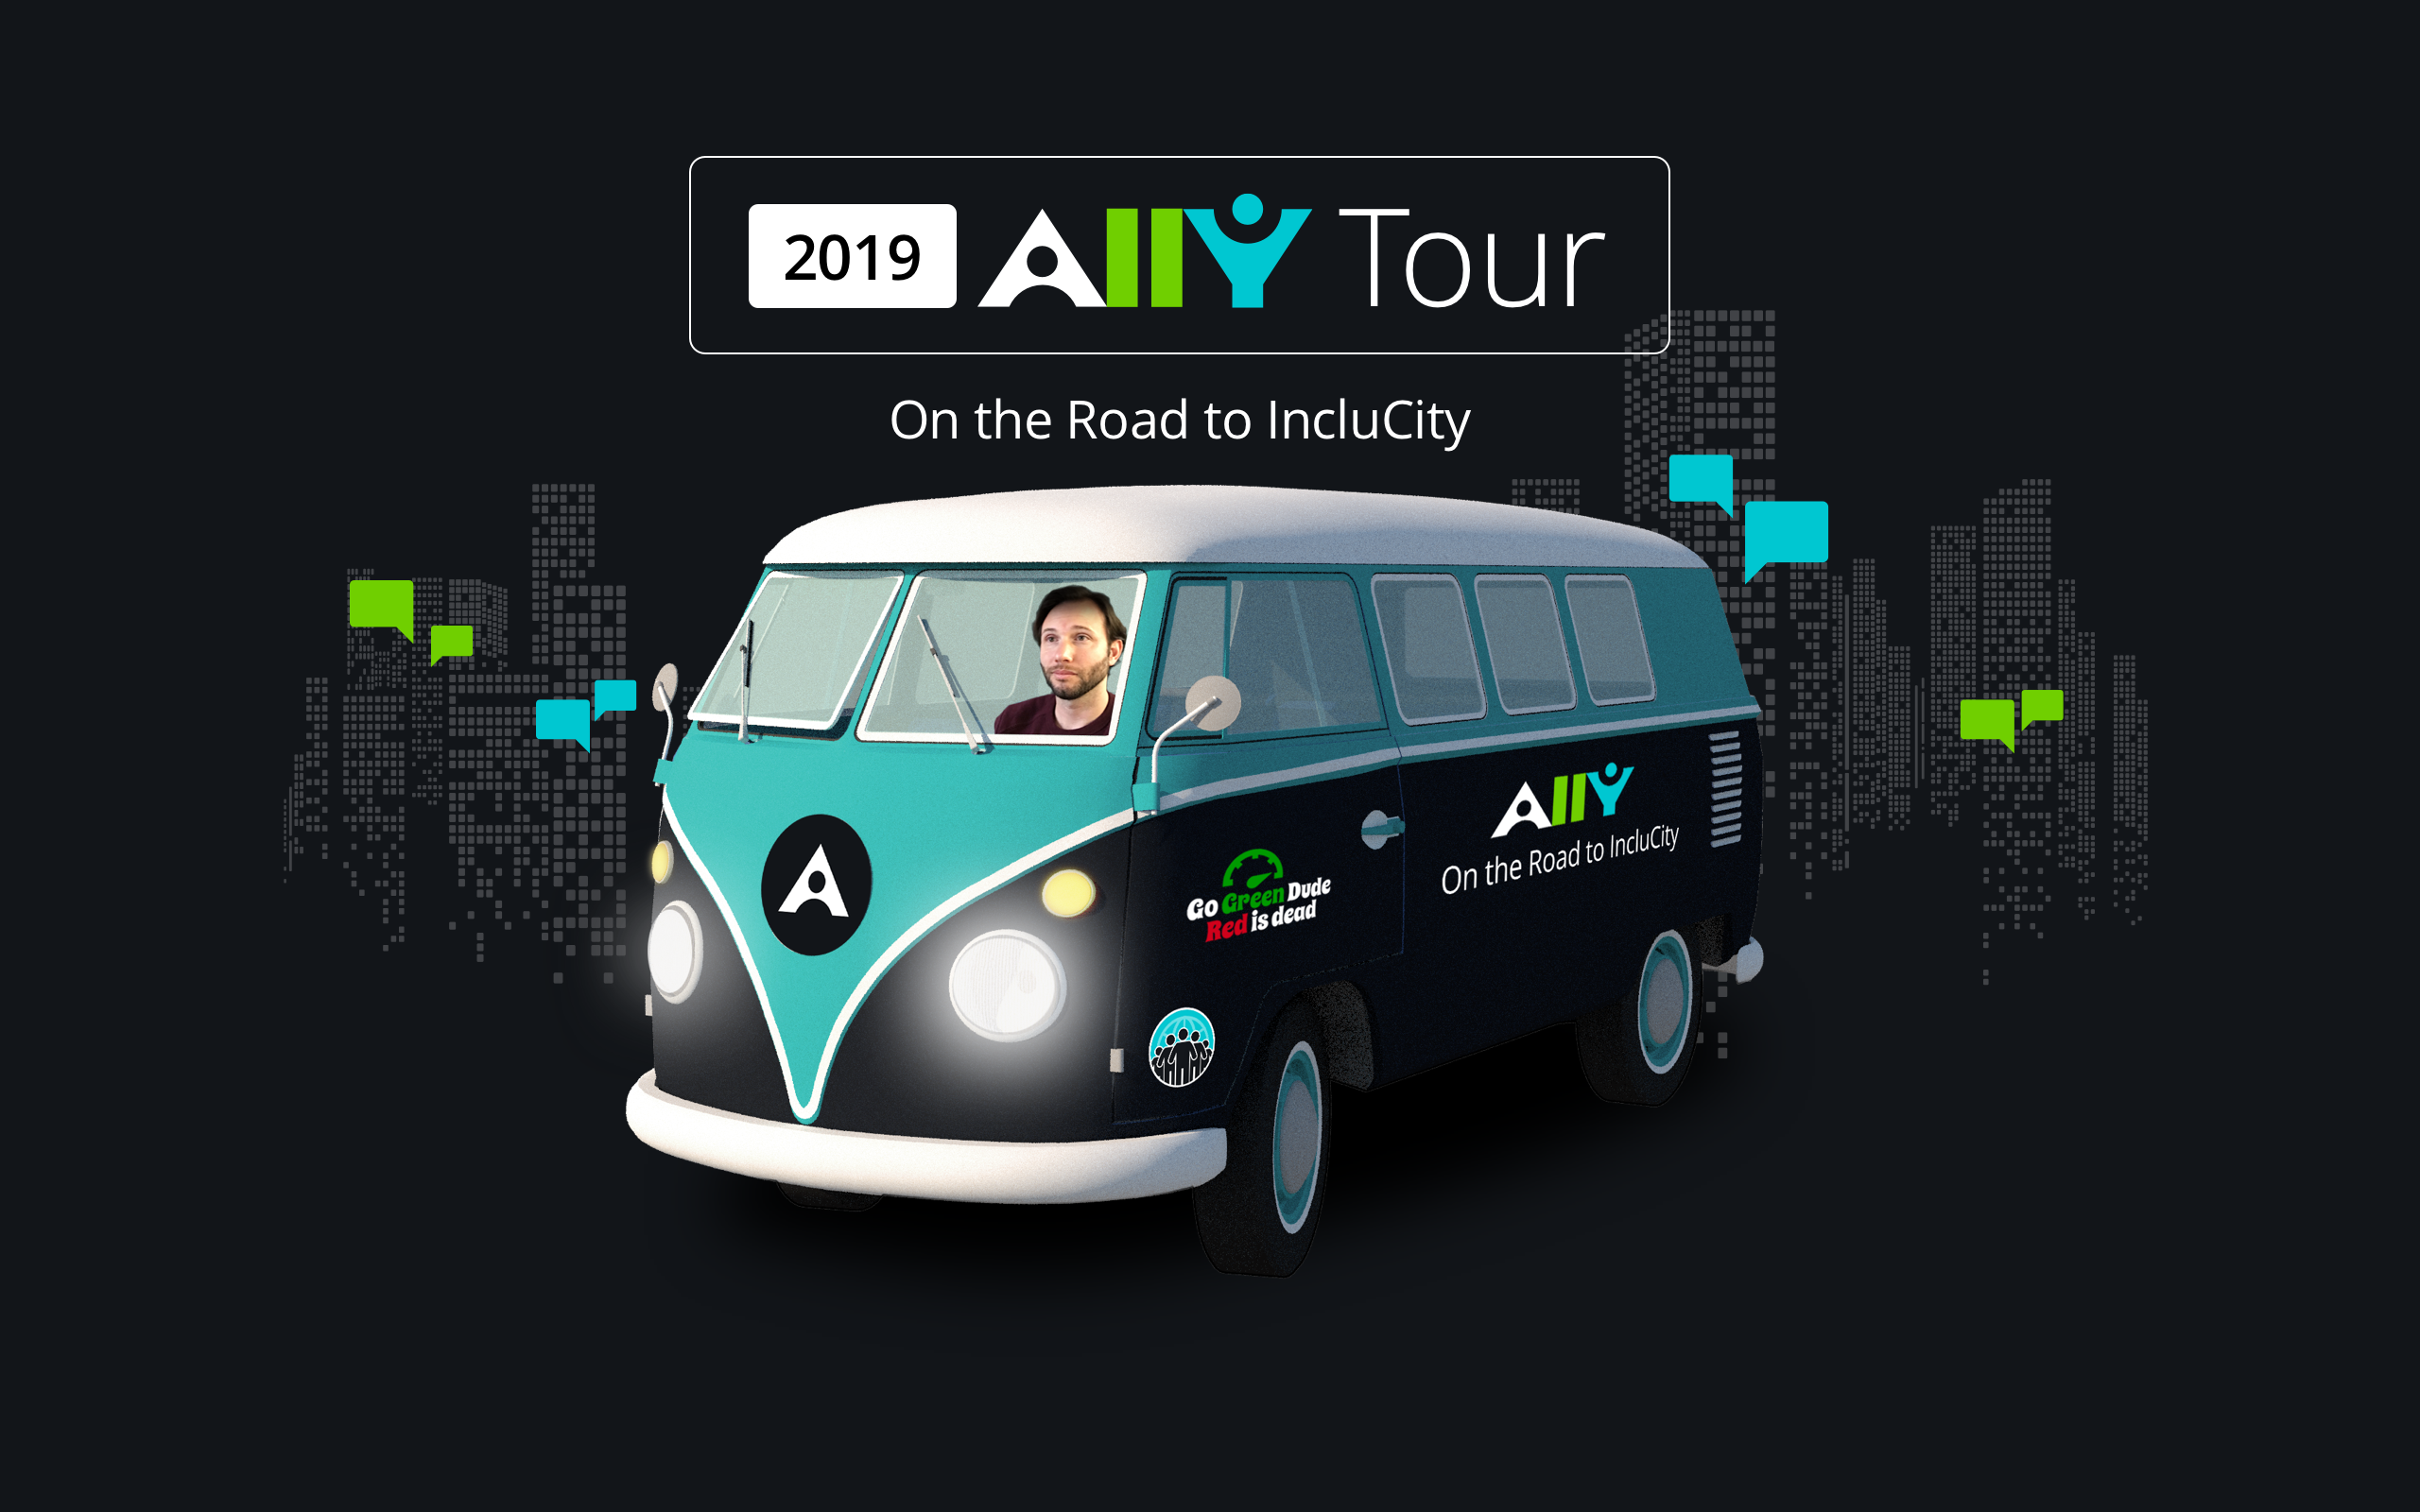 2019 Ally Tour
On the Road to IncluCity
Ally
On the Road to IncluCity
Go Green Dude
Red is dead
A